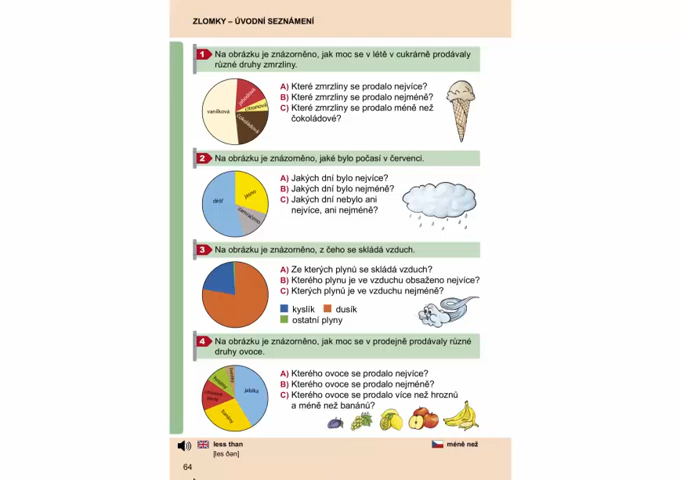 ZLOMKY – ÚVODNÍ SEZNÁMENÍ
1 Na obrázku je znázorněno, jak moc se v létě v cukrárně prodávaly
různé druhy zmrzliny.
vanilková
jahodová
citronová
čokoládová
A) Které zmrzliny se prodalo nejvíce?
B) Které zmrzliny se prodalo nejméně?
C) Které zmrzliny se prodalo méně než
čokoládové?
2 Na obrázku je znázorněno, jaké bylo počasí v červenci.
déšť
jasno
zamračeno
A) Jakých dní bylo nejvíce?
B) Jakých dní bylo nejméně?
C) Jakých dní nebylo ani
nejvíce, ani nejméně?
3 Na obrázku je znázorněno, z čeho se skládá vzduch.
A) Ze kterých plynů se skládá vzduch?
B) Kterého plynu je ve vzduchu obsaženo nejvíce?
C) Kterých plynů je ve vzduchu nejméně?
kyslík dusík
ostatní plyny
4 Na obrázku je znázorněno, jak moc se v prodejně prodávaly různé
druhy ovoce.
jablka
banány
hrozny
A) Kterého ovoce se prodalo nejvíce?
B) Kterého ovoce se prodalo nejméně?
C) Kterého ovoce se prodalo více než hroznů
a méně než banánů?
less than
[les ðən]
méně než
64